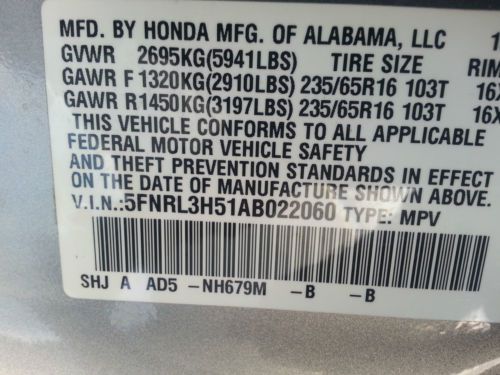 MFD. BY HONDA MFG. OF ALABAMA, LLC 1
GVWR 2695KG(5941LBS) TIRE SIZE RIM
GAWR F 1320KG(2910LBS) 235/65R16 103T 16X
GAWR R1450KG(3197LBS) 235/65R16 103T 16X
THIS VEHICLE CONFORMS TO ALL APPLICABLE
FEDERAL MOTOR VEHICLE SAFETY
AND THEFT PREVENTION STANDARDS IN EFFECT
ON THE DATE OF MANUFACTURE SHOWN ABOVE.
V.I.N.:5FNRL3H51AB022060 TYPE: MPV
SHJ A AD5 -NH679M -B -B